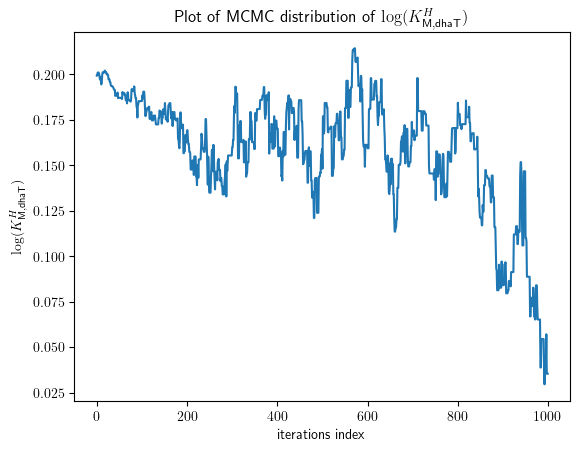 Plot of MCMC distribution of log(K^H_M,dhaT)
log(K^H_M,dhaT)
0.200
0.175
0.150
0.125
0.100
0.075
0.050
0.025
0 200 400 600 800 1000
iterations index